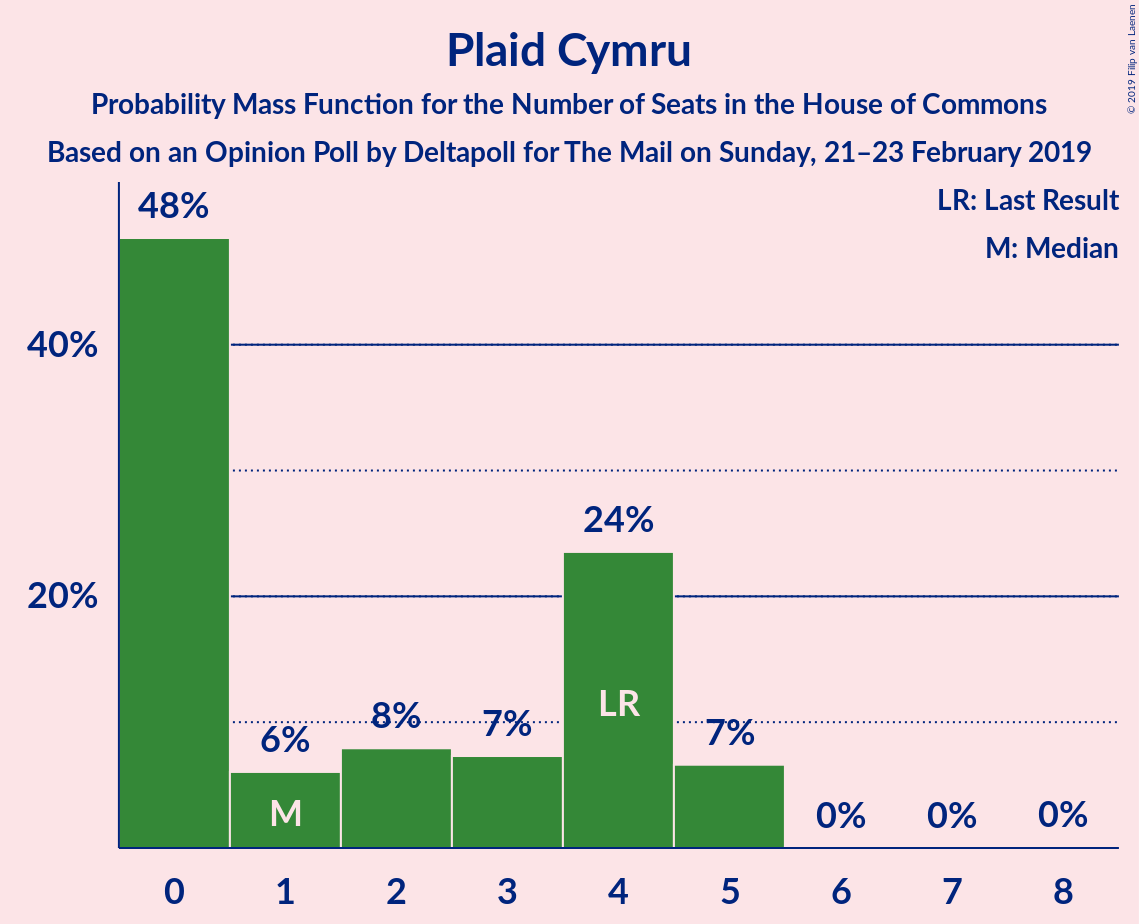 Plaid Cymru
Probability Mass Function for the Number of Seats in the House of Commons
Based on an Opinion Poll by Deltapoll for The Mail on Sunday, 21–23 February 2019
© 2019 Filip van Laenen
LR: Last Result
M: Median
48%
40%
24%
20%
LR
8%
7%
7%
6%
M
0%
0%
0%
0 1 2 3 4 5 6 7 8